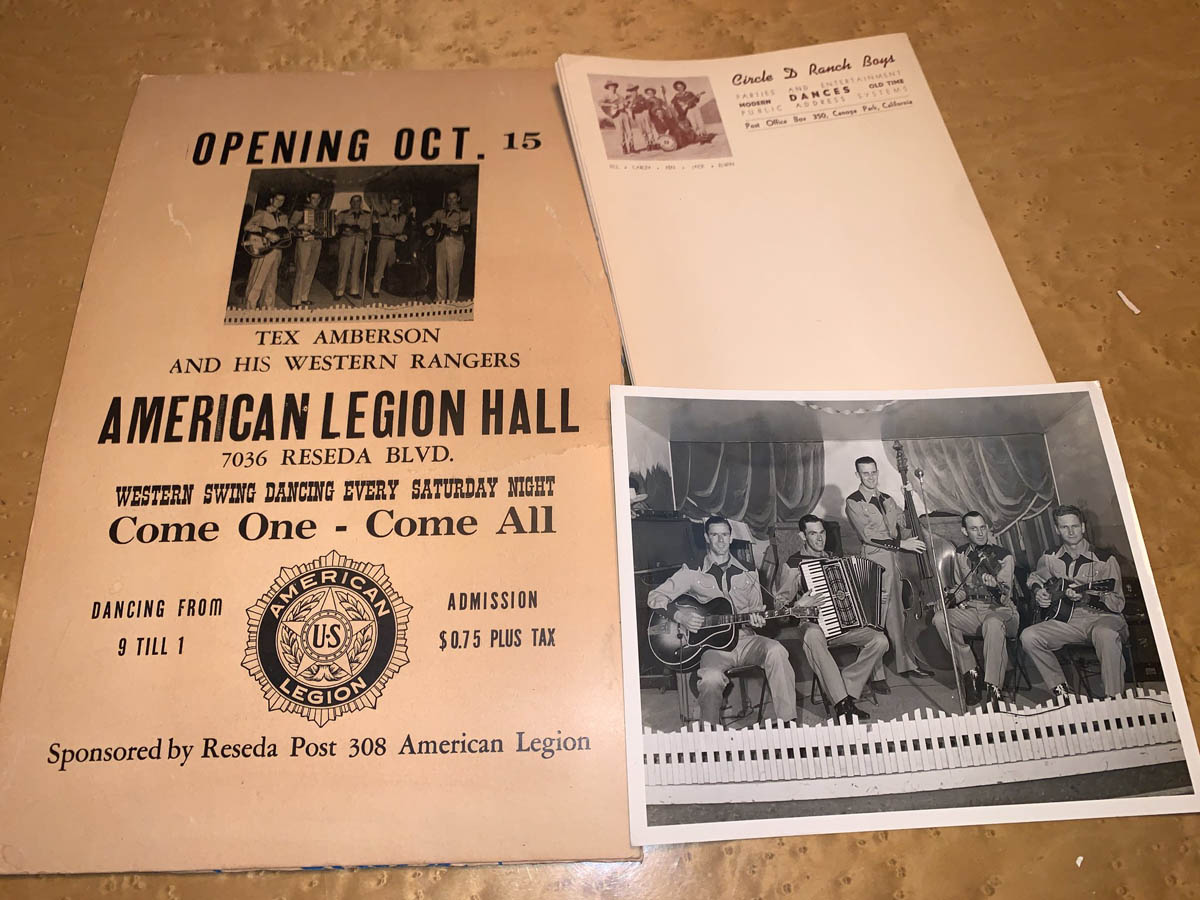 OPENING OCT. 15
TEX AMBERSON
AND HIS WESTERN RANGERS
AMERICAN LEGION HALL
7036 RESEDA BLVD.
WESTERN SWING DANCING EVERY SATURDAY NIGHT
Come One - Come All
DANCING FROM
9 TILL 1
AMERICAN
U·S
LEGION
ADMISSION
$0.75 PLUS TAX
Sponsored by Reseda Post 308 American Legion
Circle D Ranch Boys
PARTIES AND ENTERTAINMENT
MODERN DANCES OLD TIME
PUBLIC ADDRESS SYSTEMS
Post Office Box 350, Canoga Park, California